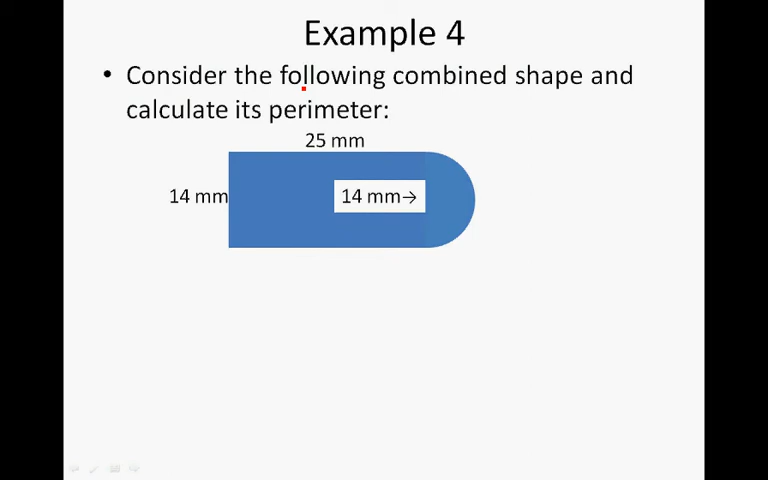 Example 4
• Consider the following combined shape and
calculate its perimeter:
25 mm
14 mm
14 mm→